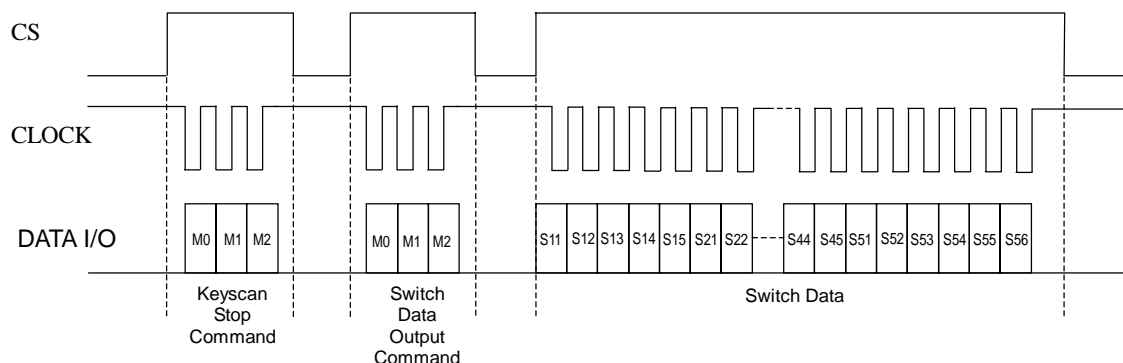 CS
CLOCK
DATA I/O
M0 M1 M2 M0 M1 M2 S11 S12 S13 S14 S15 S21 S22 S44 S45 S51 S52 S53 S54 S55 S56
Keyscan
Stop
Command
Switch
Data
Output
Command
Switch Data